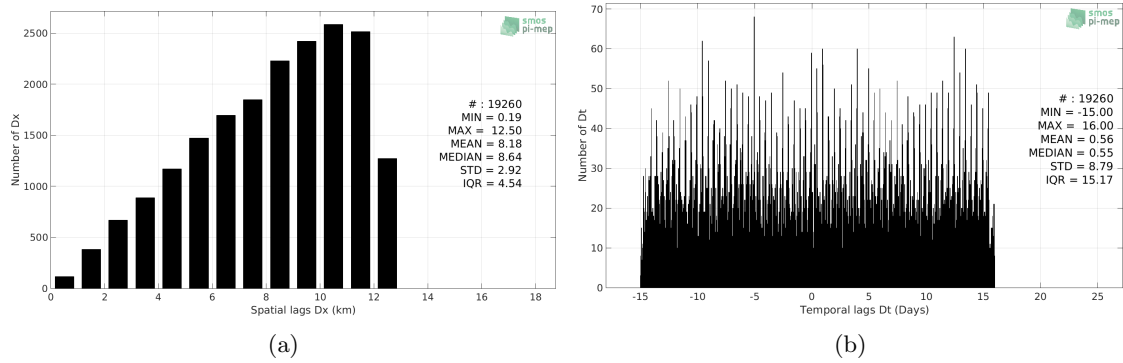 2500
2000
1500
1000
500
0
0 2 4 6 8 10 12 14 16 18
Number of Dx
Spatial lags Dx (km)
smos
pi-mep
# : 19260
MIN = 0.19
MAX = 12.50
MEAN = 8.18
MEDIAN = 8.64
STD = 2.92
IQR = 4.54
(a)
70
60
50
40
30
20
10
0
-15 -10 -5 0 5 10 15 20 25
Number of Dt
Temporal lags Dt (Days)
smos
pi-mep
# : 19260
MIN = -15.00
MAX = 16.00
MEAN = 0.56
MEDIAN = 0.55
STD = 8.79
IQR = 15.17
(b)